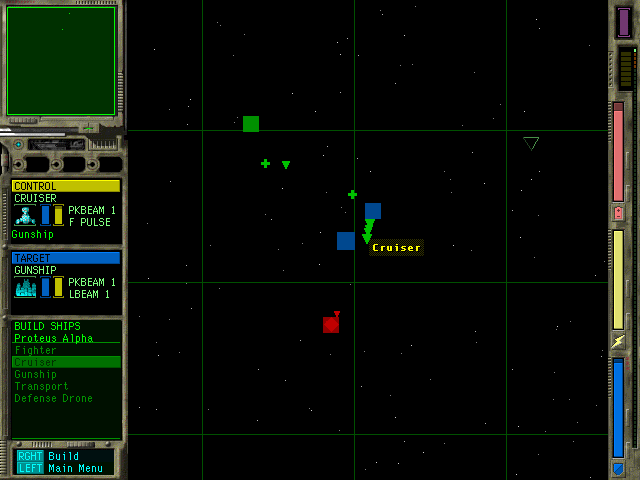 CONTROL
CRUISER
PKBEAM 1
F PULSE
Gunship
TARGET
GUNSHIP
PKBEAM 1
LBEAM 1
BUILD SHIPS
Proteus Alpha
Fighter
Cruiser
Gunship
Transport
Defense Drone
RGHT Build
LEFT Main Menu
Cruiser